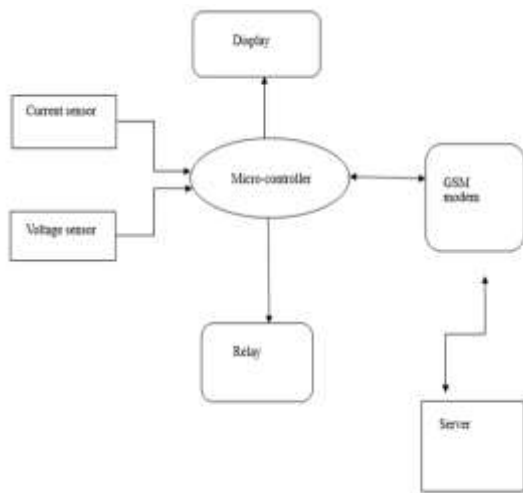 Display
Current sensor
Micro-controller
GSM
modem
Voltage sensor
Relay
Server